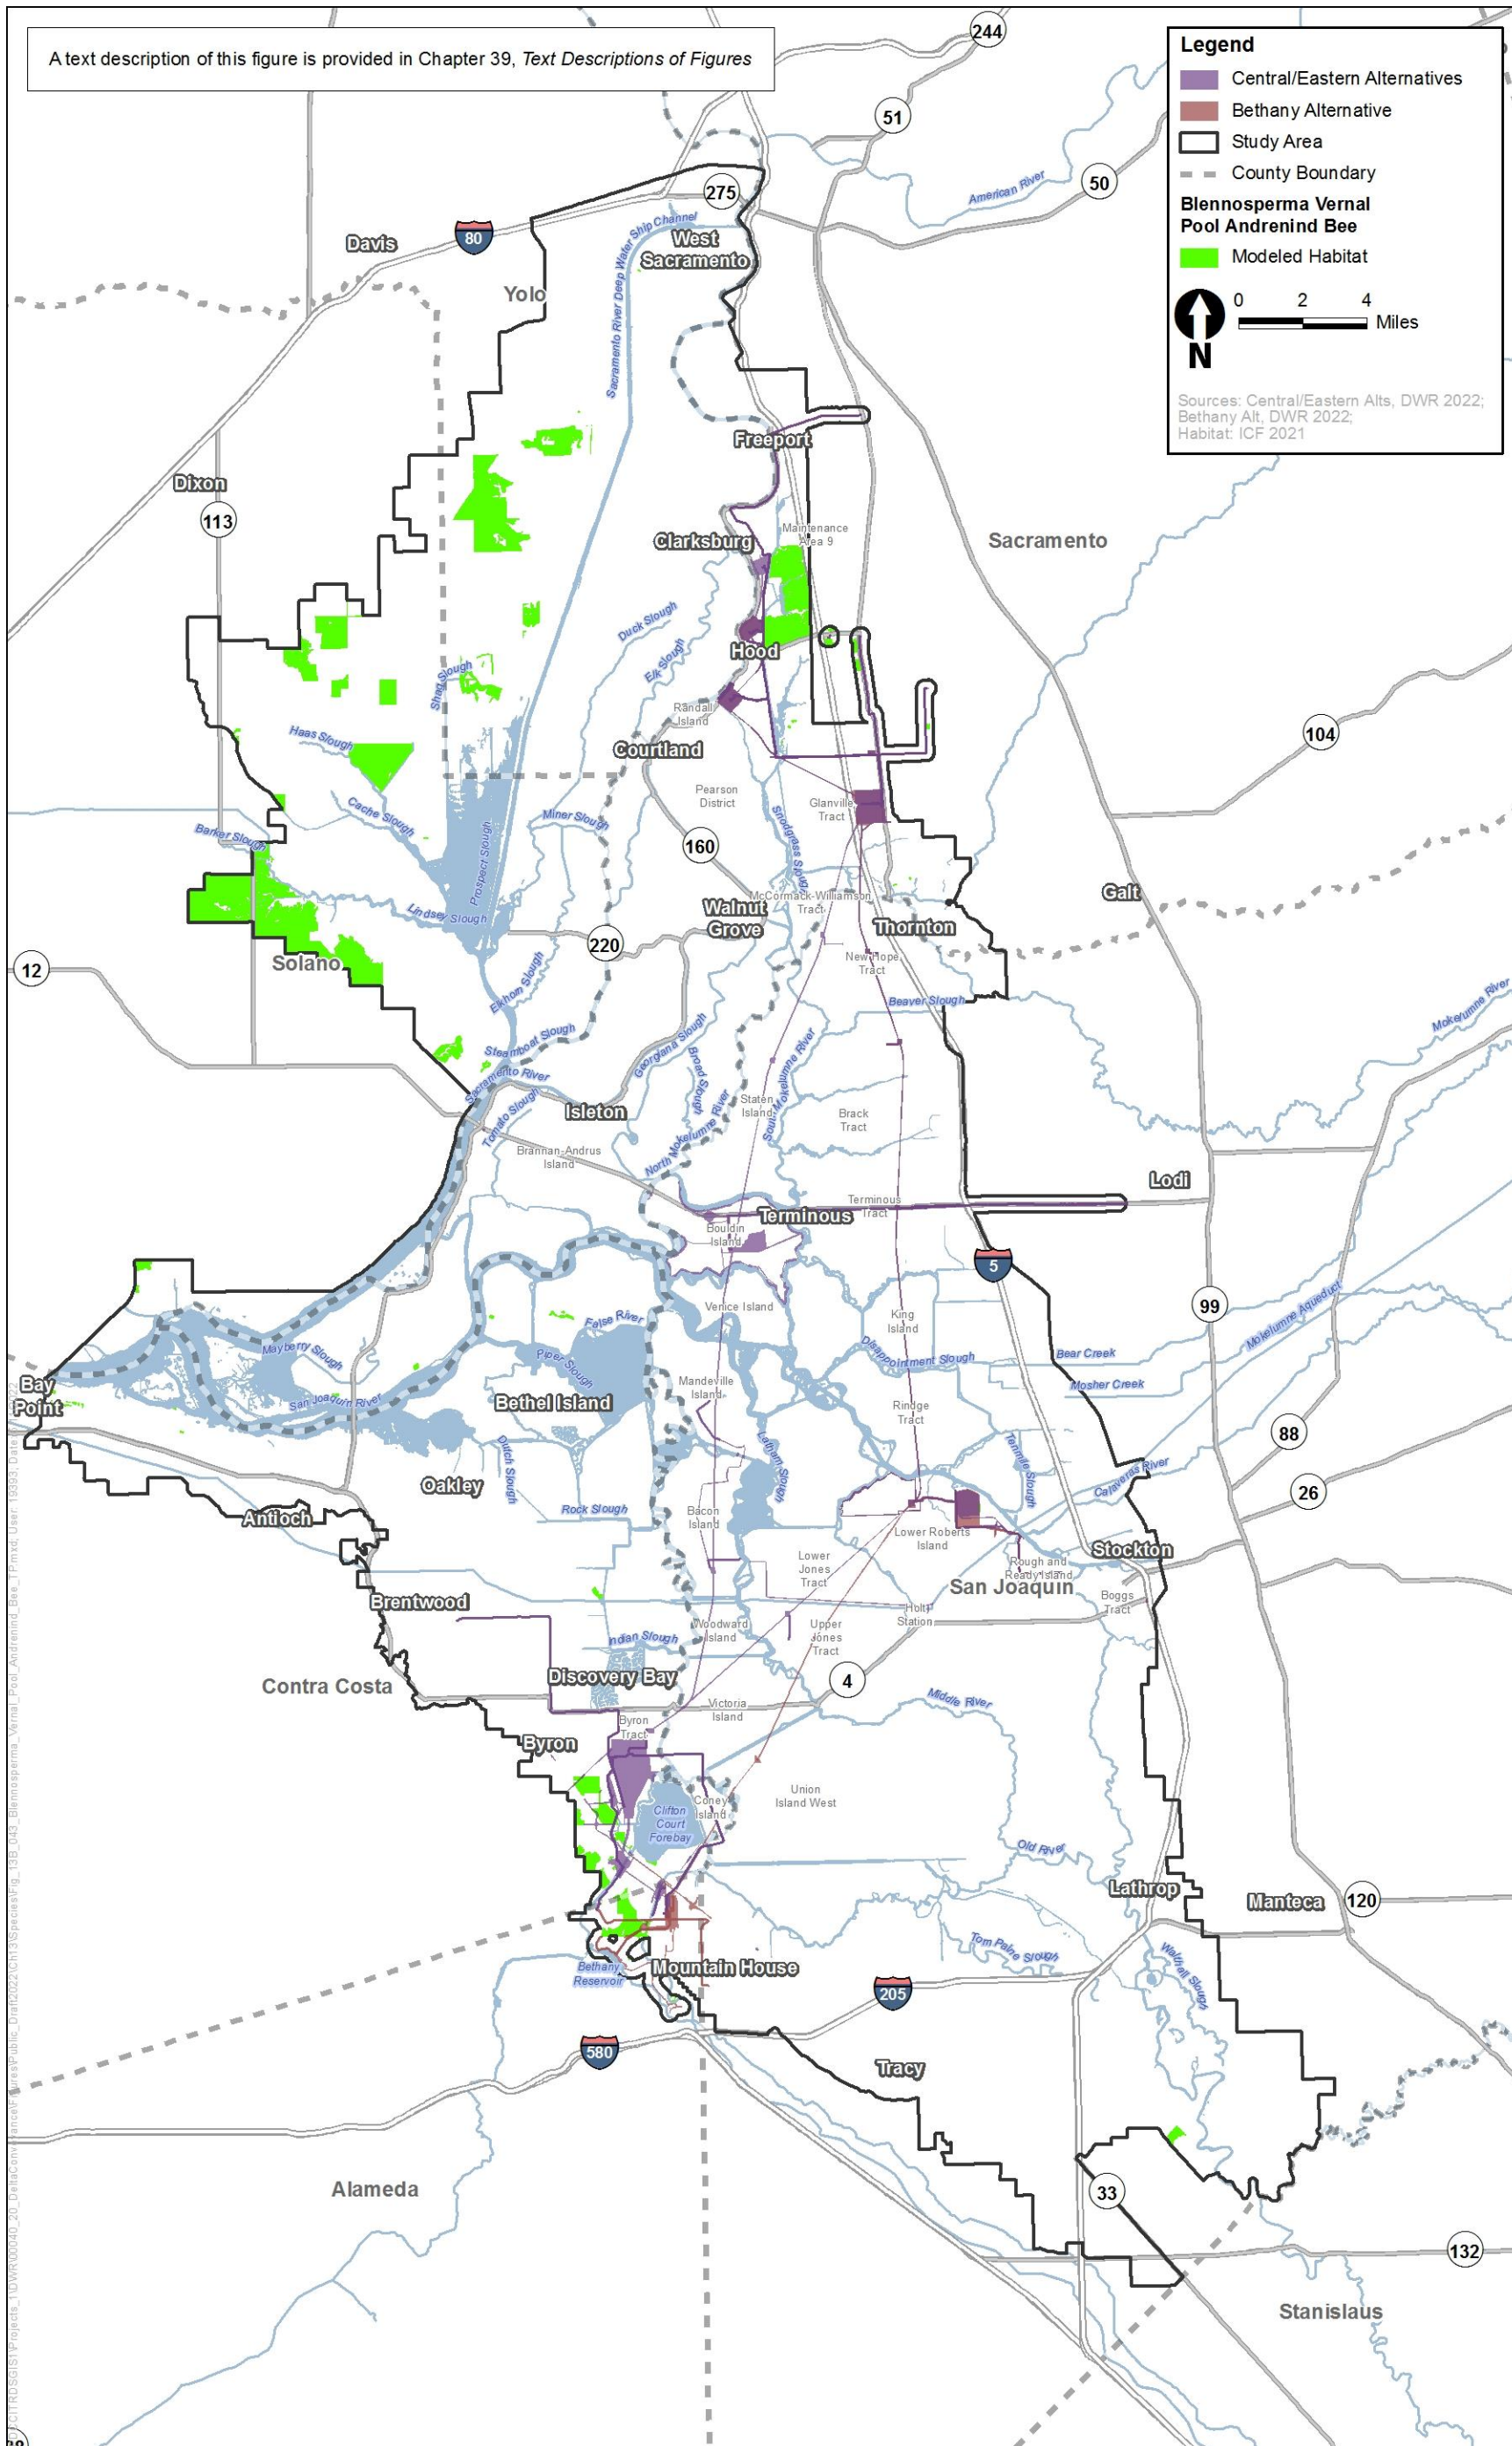 A text description of this figure is provided in Chapter 39, Text Descriptions of Figures
Legend
Central/Eastern Alternatives
Bethany Alternative
Study Area
County Boundary
Blennosperma Vernal
Pool Andrenind Bee
Modeled Habitat
0 2 4
Miles
N
Sources: Central/Eastern Alts, DWR 2022;
Bethany Alt, DWR 2022;
Habitat: ICF 2021
244
51
50
American River
275
80
Davis
Sacramento River Deep Water Ship Channel
West
Sacramento
Yolo
Freeport
Dixon
113
Clarksburg
Maintenance
Area 9
Sacramento
Duck Slough
Elk Slough
Hood
Shag Slough
Randall
Island
Haas Slough
Courtland
104
Cache Slough
Pearson
District
Glanville
Tract
Miner Slough
Barker Slough
Prospect Slough
160
Snodgrass Slough
McCormack-Williamson
Tract
Galt
Lindsey Slough
Walnut
Grove
Thornton
220
12
Solano
New Hope
Tract
Elkhorn Slough
Beaver Slough
Mokelumne River
Steamboat Slough
Georgiana Slough
Broad Slough
South Mokelumne River
Sacramento River
Tomato Slough
Isleton
Staten
Island
Brack
Tract
North Mokelumne River
Brannan-Andrus
Island
Lodi
Terminous
Terminous
Tract
Bouldin
Island
5
99
Venice Island
King
Island
Mokelumne Aqueduct
False River
Mayberry Slough
Piper Slough
Disappointment Slough
Bear Creek
Mosher Creek
Bay
Point
San Joaquin River
Bethel Island
Mandeville
Island
Rindge
Tract
88
Dutch Slough
Latham Slough
Tenmile Slough
Calaveras River
Oakley
26
Antioch
Rock Slough
Bacon
Island
Lower Roberts
Island
Stockton
Lower
Jones
Tract
Rough and
Ready Island
San Joaquin
Brentwood
Boggs
Tract
Holt
Station
Woodward
Island
Upper
Jones
Tract
Indian Slough
Discovery Bay
Contra Costa
4
Middle River
Victoria
Island
Byron
Tract
Byron
Union
Island West
Coney
Island
Clifton
Court
Forebay
Old River
Lathrop
Manteca
120
Tom Paine Slough
Walthall Slough
Mountain House
Bethany
Reservoir
205
580
Tracy
Alameda
33
132
Stanislaus